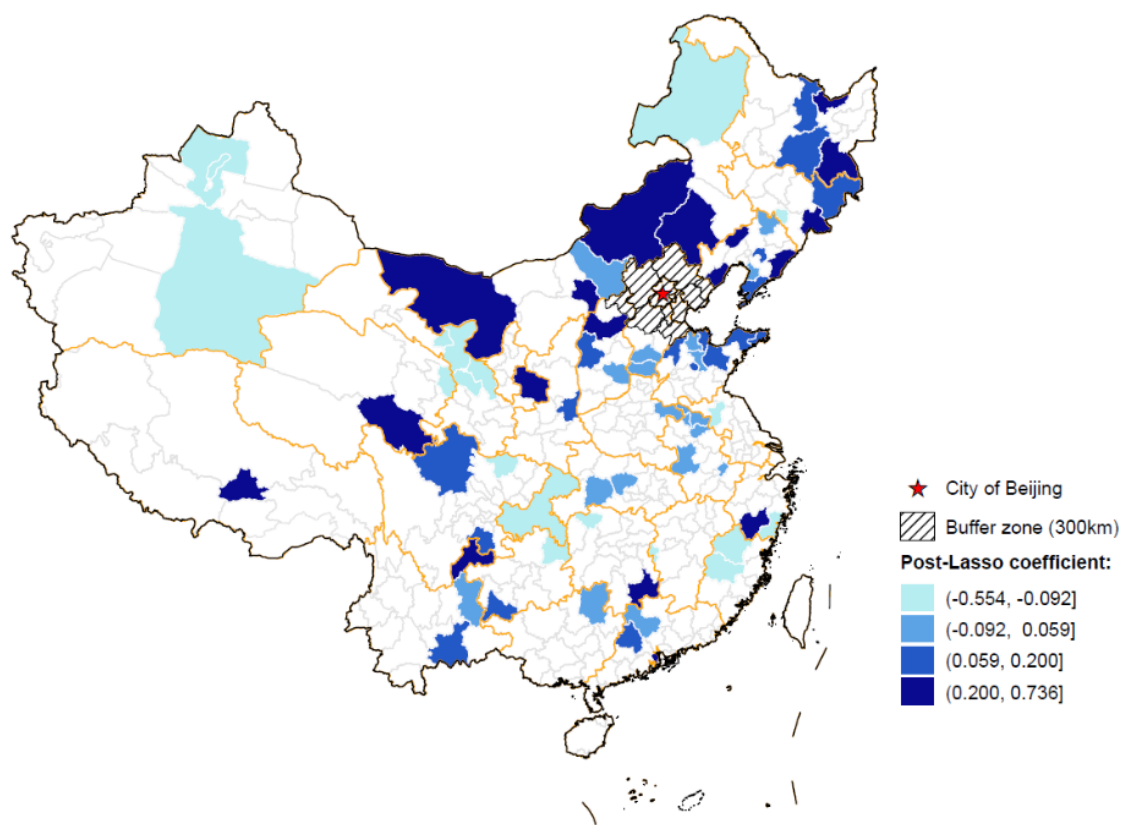 City of Beijing
Buffer zone (300km)
Post-Lasso coefficient:
(-0.554, -0.092]
(-0.092, 0.059]
(0.059, 0.200]
(0.200, 0.736]